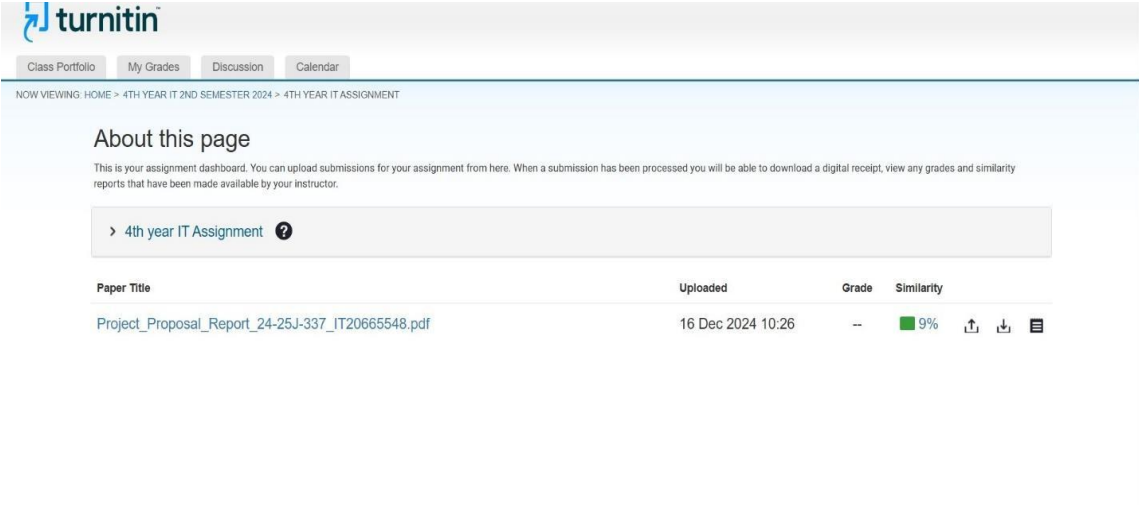 turnitin
Class Portfolio My Grades Discussion Calendar
NOW VIEWING: HOME > 4TH YEAR IT 2ND SEMESTER 2024 > 4TH YEAR IT ASSIGNMENT
About this page
This is your assignment dashboard. You can upload submissions for your assignment from here. When a submission has been processed you will be able to download a digital receipt, view any grades and similarity
reports that have been made available by your instructor.
> 4th year IT Assignment ?
Paper Title Uploaded Grade Similarity
Project_Proposal_Report_24-25J-337_IT20665548.pdf 16 Dec 2024 10:26 -- 9%